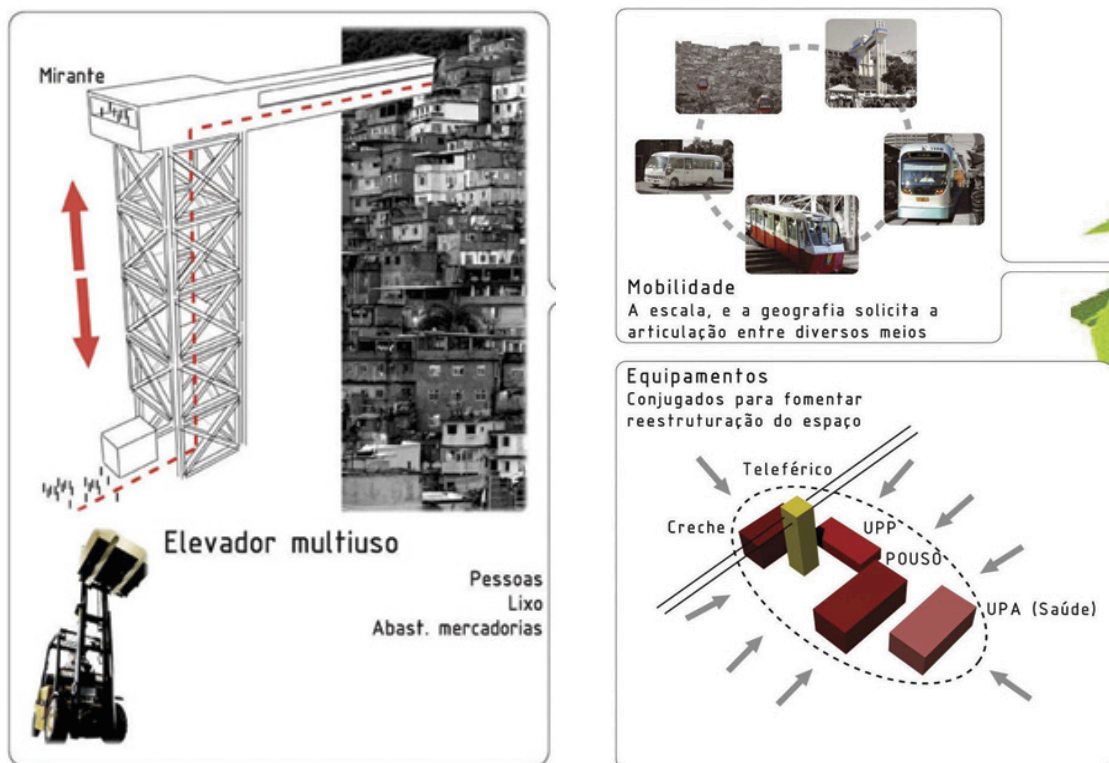 Mirante
Elevador multiuso
Pessoas
Lixo
Abast. mercadorias
Mobilidade
A escala, e a geografia solicita a
articulação entre diversos meios
Equipamentos
Conjugados para fomentar
reestruturação do espaço
Teleférico
Creche
UPP
POUSO
UPA (Saúde)